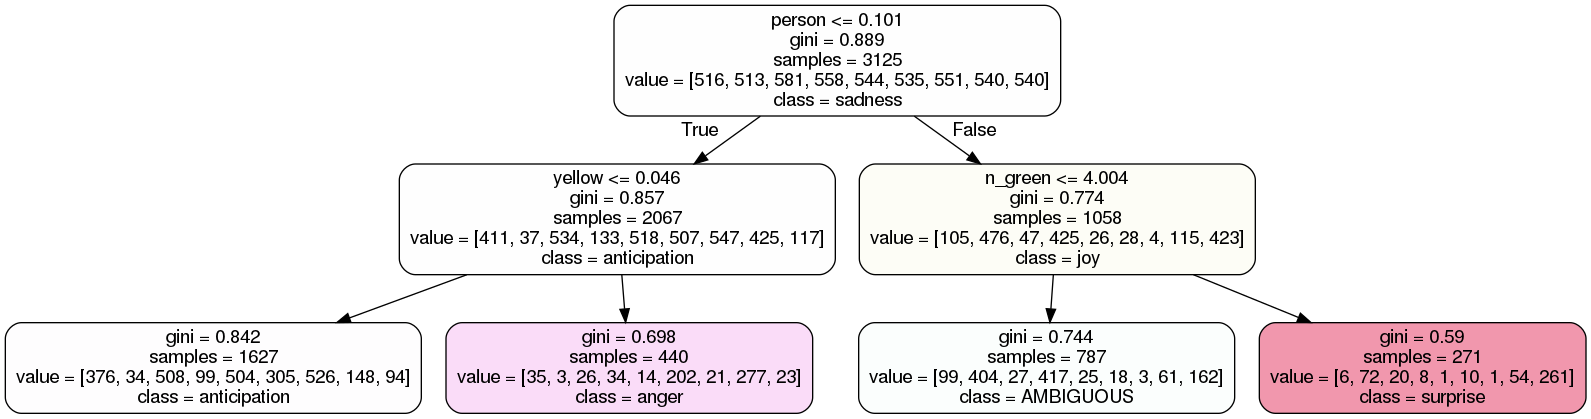 person <= 0.101
gini = 0.889
samples = 3125
value = [516, 513, 581, 558, 544, 535, 551, 540, 540]
class = sadness
True
False
yellow <= 0.046
gini = 0.857
samples = 2067
value = [411, 37, 534, 133, 518, 507, 547, 425, 117]
class = anticipation
n_green <= 4.004
gini = 0.774
samples = 1058
value = [105, 476, 47, 425, 26, 28, 4, 115, 423]
class = joy
gini = 0.842
samples = 1627
value = [376, 34, 508, 99, 504, 305, 526, 148, 94]
class = anticipation
gini = 0.698
samples = 440
value = [35, 3, 26, 34, 14, 202, 21, 277, 23]
class = anger
gini = 0.744
samples = 787
value = [99, 404, 27, 417, 25, 18, 3, 61, 162]
class = AMBIGUOUS
gini = 0.59
samples = 271
value = [6, 72, 20, 8, 1, 10, 1, 54, 261]
class = surprise